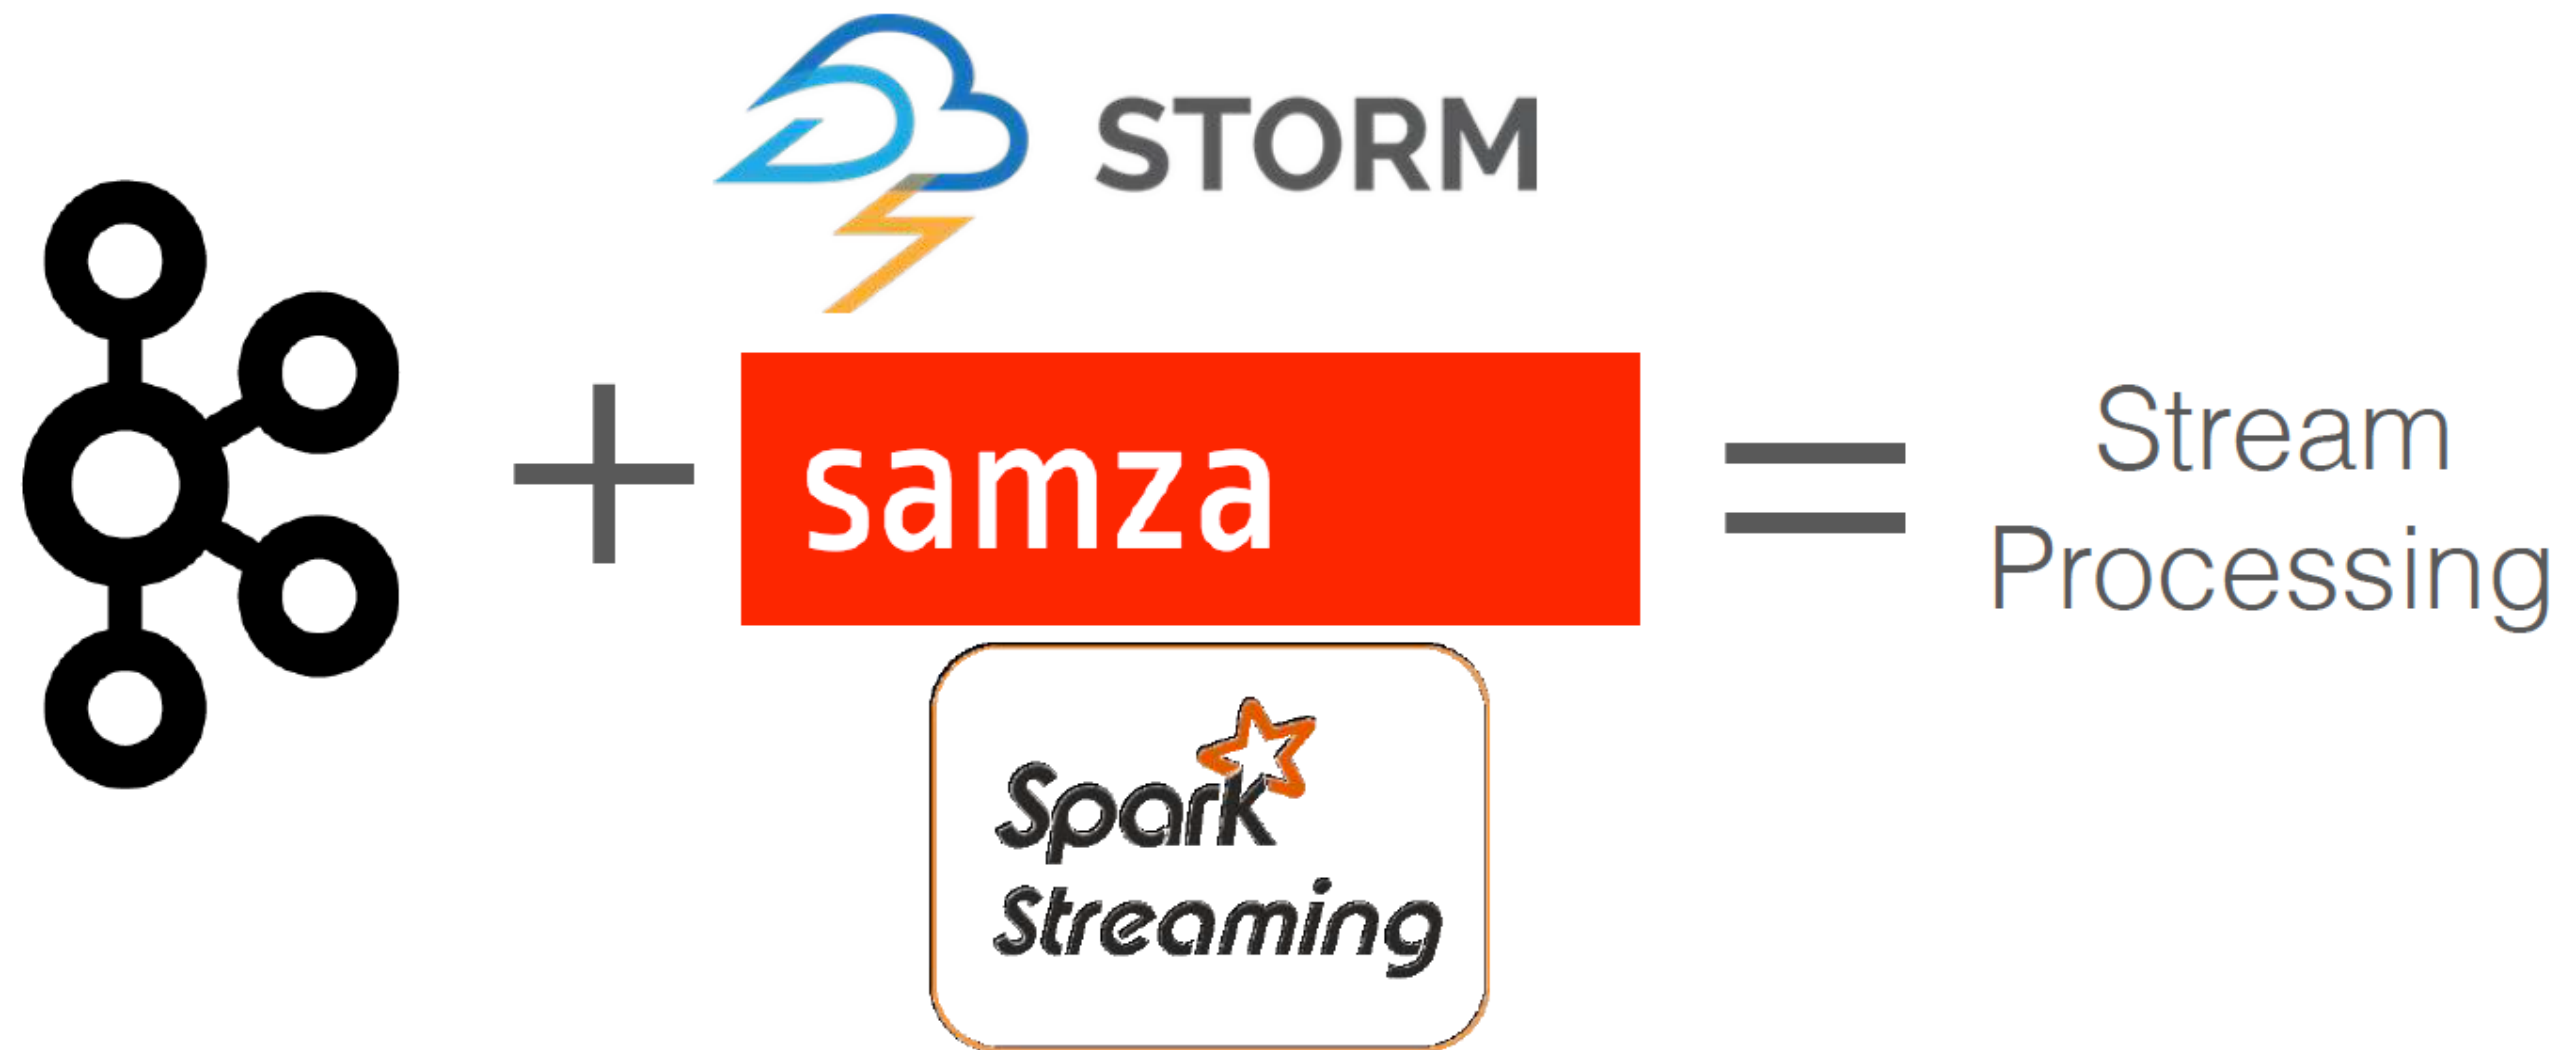 STORM
samza
Spark
Streaming
Stream
Processing